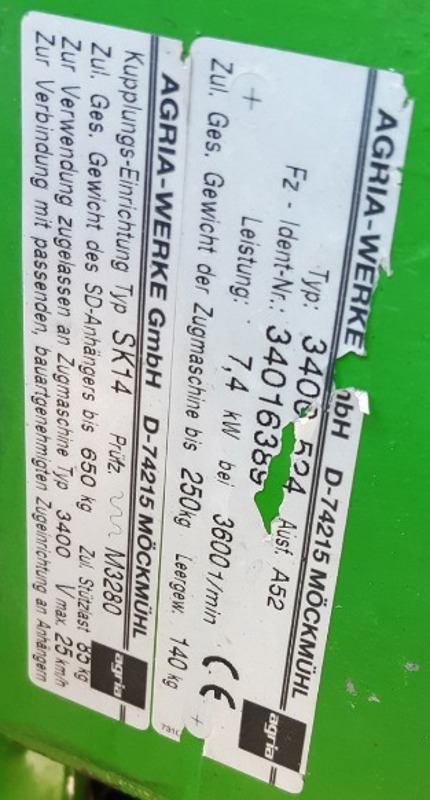 AGRIA-WERKE GmbH D-74215 MÖCKMÜHL
Typ: 3400 524 Ausf. A52
Fz - Ident-Nr.: 34016389
Leistung: 7,4 kW bei 3600 1/min
Zul. Ges. Gewicht der Zugmaschine bis 250kg Leergew. 140 kg
CE
agria
AGRIA-WERKE GmbH D-74215 MÖCKMÜHL
Kupplungs-Einrichtung Typ SK14 Prüfz. M3280
Zul. Ges. Gewicht des SD-Anhängers bis 650 kg Zul. Stützlast 85 kg
Zur Verwendung zugelassen an Zugmaschine Typ 3400 V max. 25 km/h
Zur Verbindung mit passenden, bauartgenehmigten Zugeinrichtung an Anhängern
agria